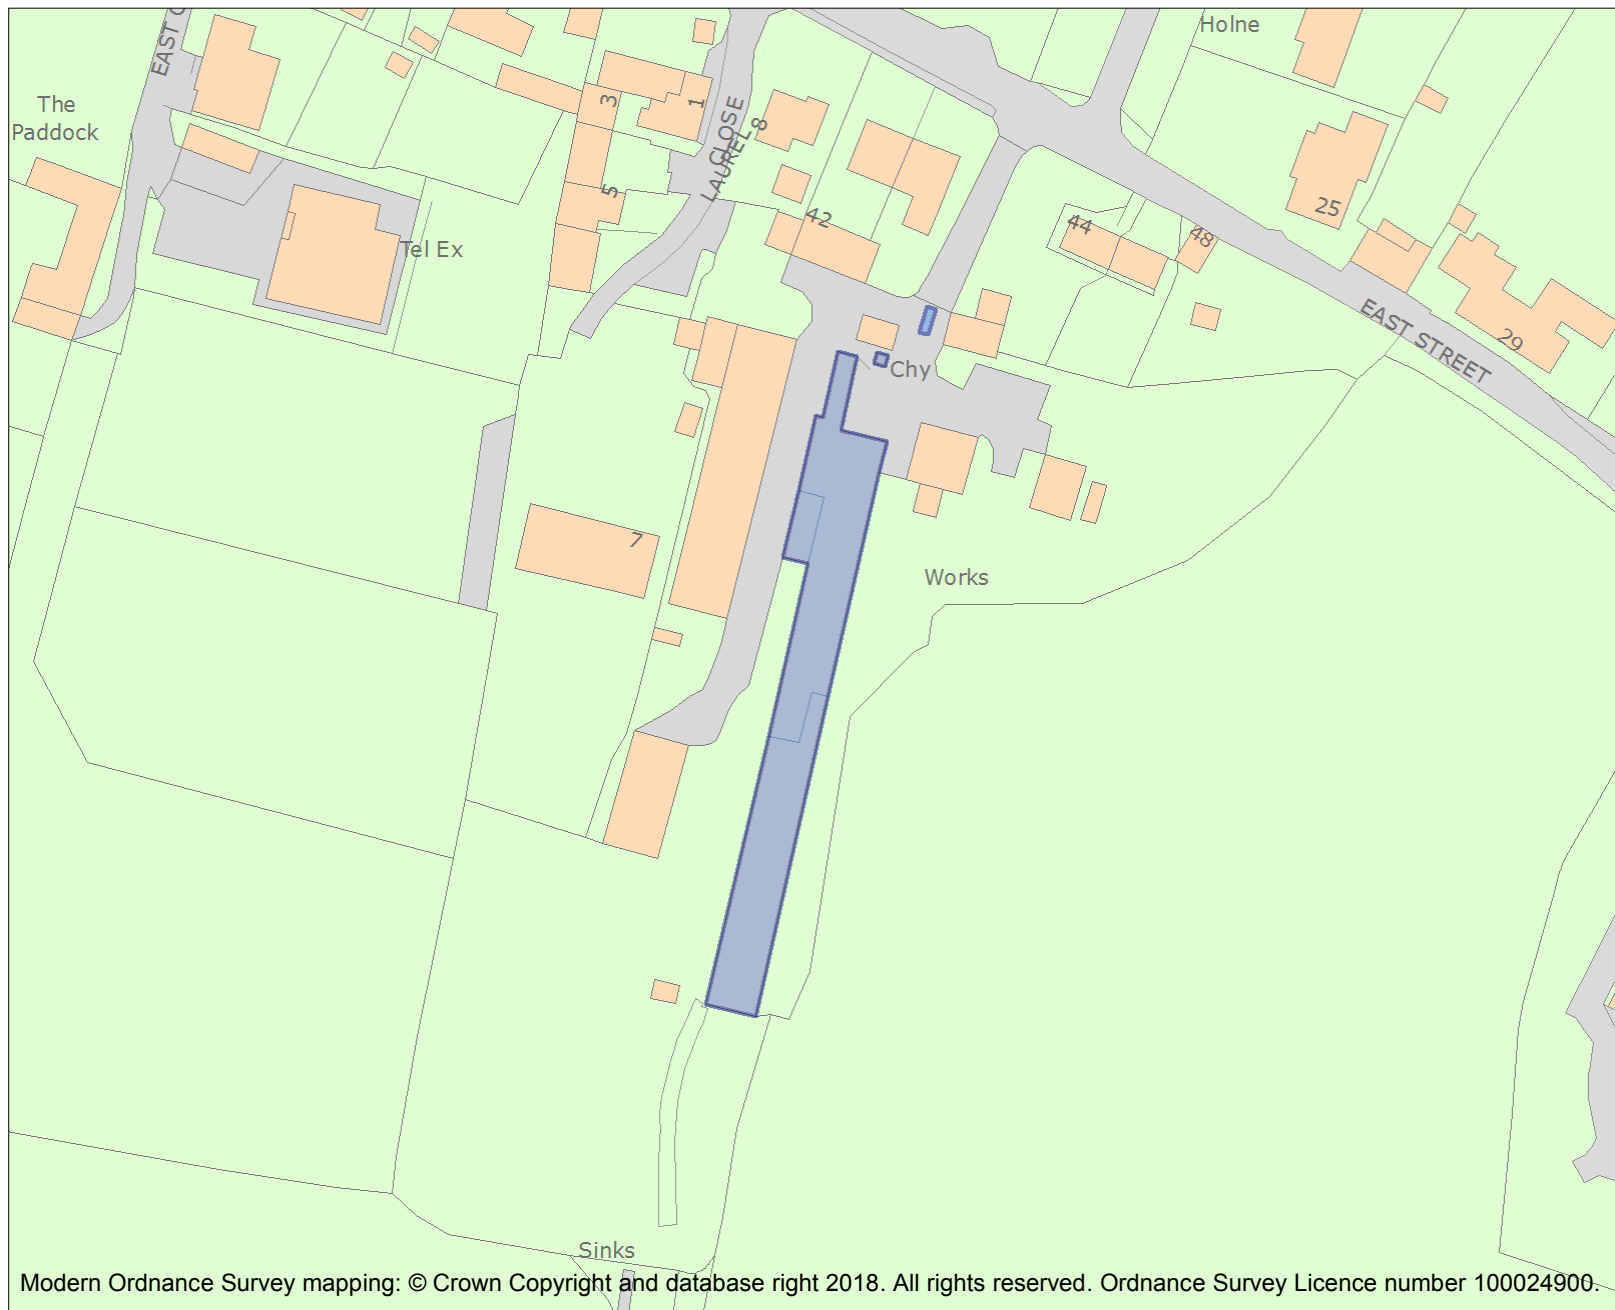 EAST C
Holne
The
Paddock
3
1
CLOSE
LAUREL
8
5
42
25
44
48
Tel Ex
EAST STREET
29
Chy
7
Works
Sinks
Modern Ordnance Survey mapping: © Crown Copyright and database right 2018. All rights reserved. Ordnance Survey Licence number 100024900.